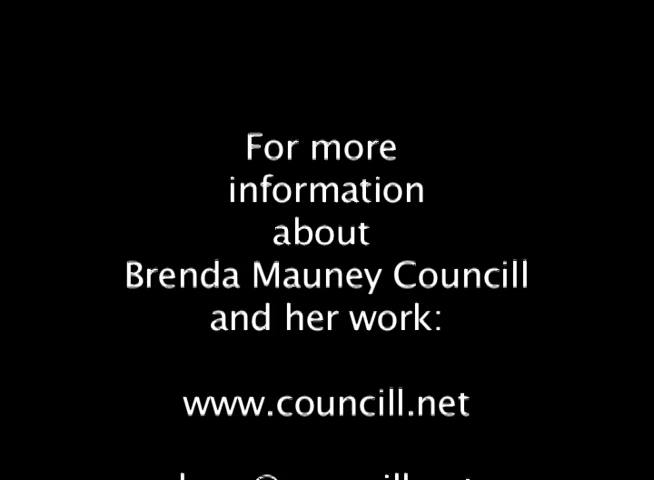 For more
information
about
Brenda Mauney Councill
and her work:
www.councill.net